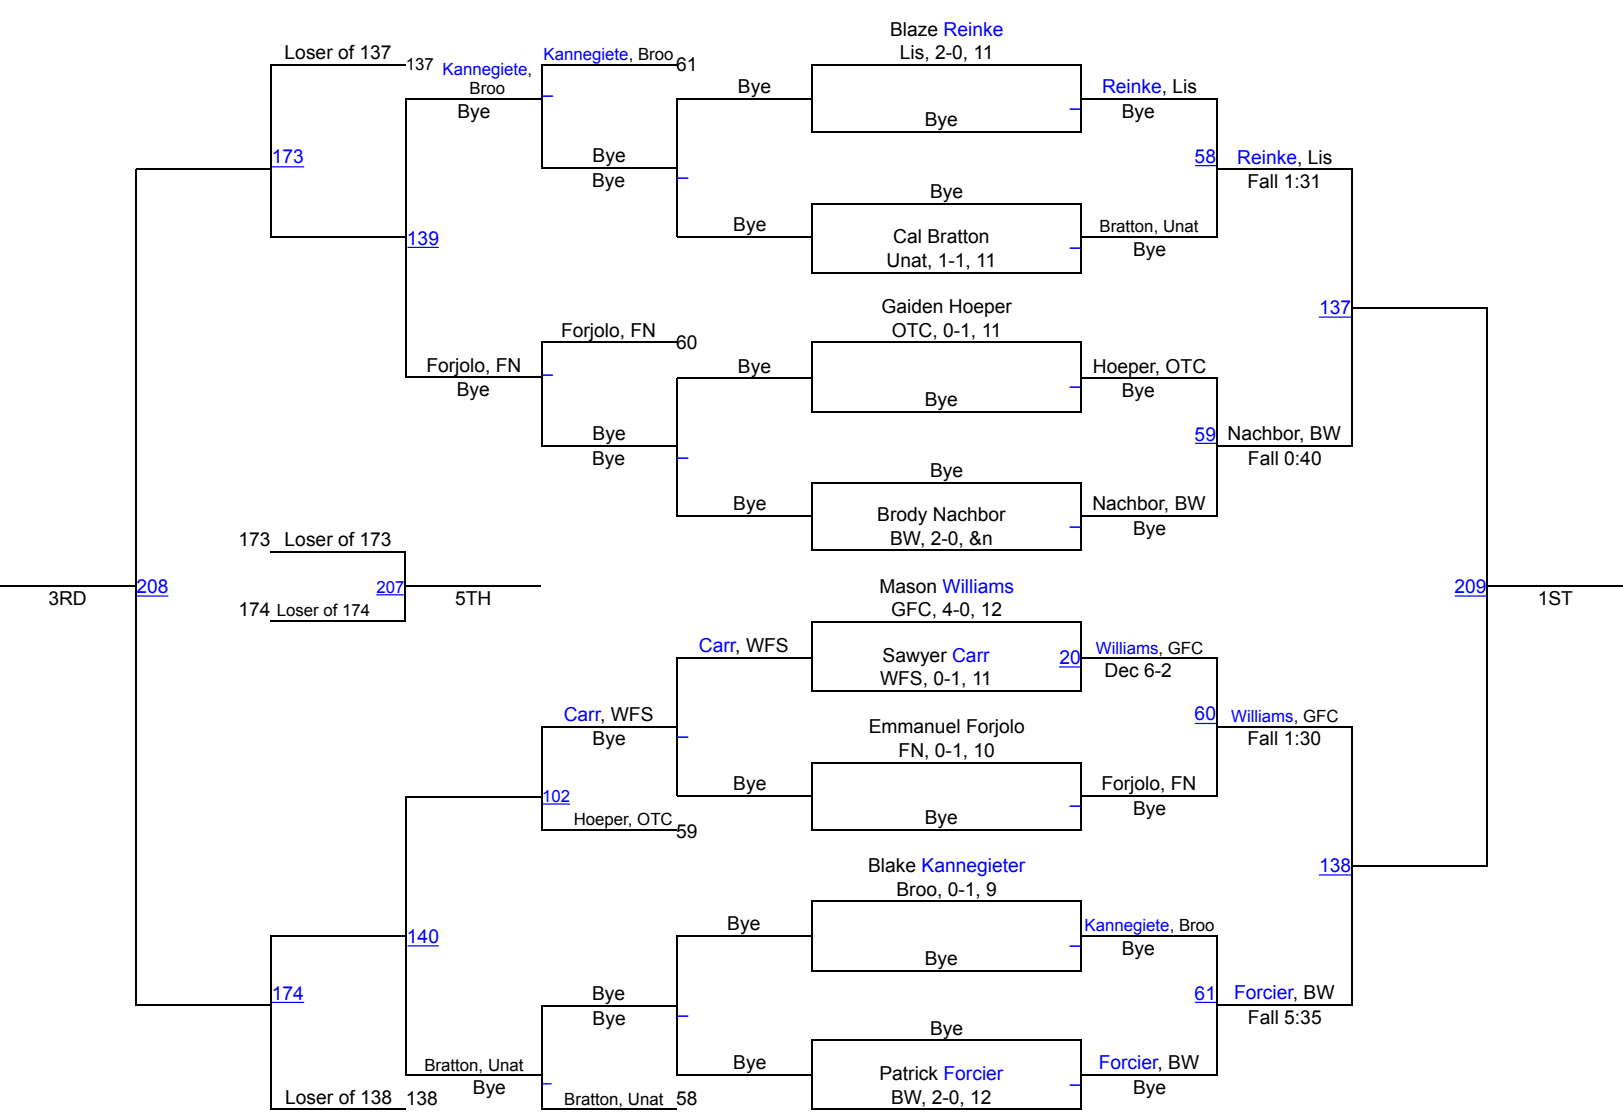 Blaze Reinke
Lis, 2-0, 11
Loser of 137
137
Kannegiete, Broo
61
Kannegiete,
Broo
Bye
Bye
Bye
Reinke, Lis
Bye
Bye
Bye
173
58
Reinke, Lis
Fall 1:31
Bye
Bye
Cal Bratton
Unat, 1-1, 11
Bratton, Unat
Bye
139
Gaiden Hoeper
OTC, 0-1, 11
137
Forjolo, FN
60
Forjolo, FN
Bye
Bye
Bye
Hoeper, OTC
Bye
Bye
Bye
59
Nachbor, BW
Fall 0:40
Bye
Bye
Brody Nachbor
BW, 2-0, &n
Nachbor, BW
Bye
173 Loser of 173
208
3RD
207
5TH
174 Loser of 174
209
1ST
Mason Williams
GFC, 4-0, 12
Carr, WFS
Sawyer Carr
WFS, 0-1, 11
20
Williams, GFC
Dec 6-2
Carr, WFS
Bye
Emmanuel Forjolo
FN, 0-1, 10
60
Williams, GFC
Fall 1:30
Bye
Bye
Forjolo, FN
Bye
102
Hoeper, OTC
59
Blake Kannegieter
Broo, 0-1, 9
138
Bye
Bye
Kannegiete, Broo
Bye
140
174
Bye
Bye
61
Forcier, BW
Fall 5:35
Bye
Bye
Patrick Forcier
BW, 2-0, 12
Forcier, BW
Bye
Bratton, Unat
Bye
Loser of 138
138
Bratton, Unat
58